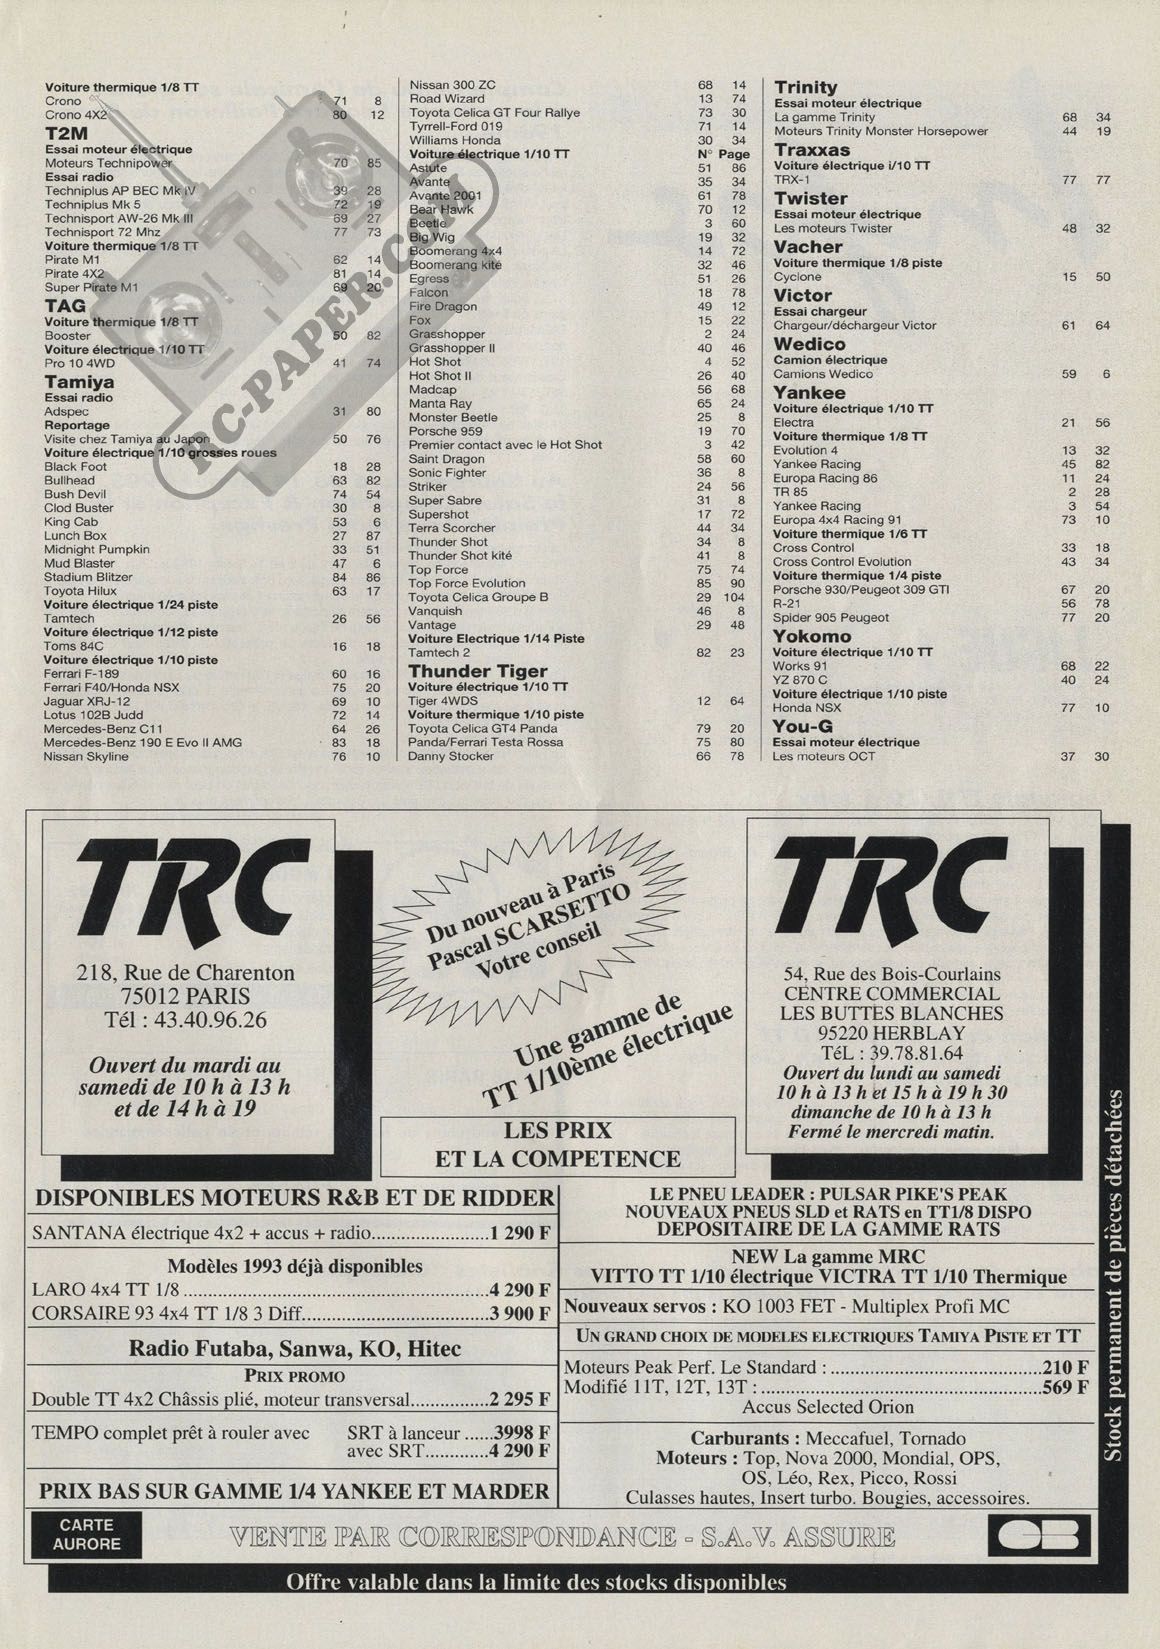 Voiture thermique 1/8 TT
Crono 71 8
Crono 4X2 80 12
T2M
Essai moteur électrique
Moteurs Technipower 70 85
Essai radio
Techniplus AP BEC Mk IV 39 28
Techniplus Mk 5 72 19
Technisport AW-26 Mk III 69 27
Technisport 72 Mhz 77 73
Voiture thermique 1/8 TT
Pirate M1 62 14
Pirate 4X2 81 14
Super Pirate M1 69 20
TAG
Voiture thermique 1/8 TT
Booster 50 82
Voiture électrique 1/10 TT
Pro 10 4WD 41 74
Tamiya
Essai radio
Adspec 31 80
Reportage
Visite chez Tamiya au Japon 50 76
Voiture électrique 1/10 grosses roues
Black Foot 18 28
Bullhead 63 82
Bush Devil 74 54
Clod Buster 30 8
King Cab 53 6
Lunch Box 27 87
Midnight Pumpkin 33 51
Mud Blaster 47 6
Stadium Blitzer 84 86
Toyota Hilux 63 17
Voiture électrique 1/24 piste
Tamtech 26 56
Voiture électrique 1/12 piste
Toms 84C 16 18
Voiture électrique 1/10 piste
Ferrari F-189 60 16
Ferrari F40/Honda NSX 75 20
Jaguar XRJ-12 69 10
Lotus 102B Judd 72 14
Mercedes-Benz C11 64 26
Mercedes-Benz 190 E Evo II AMG 83 18
Nissan Skyline 76 10
Nissan 300 ZC 68 14
Road Wizard 13 74
Toyota Celica GT Four Rallye 73 30
Tyrrell-Ford 019 71 14
Williams Honda 30 34
Voiture électrique 1/10 TT N° Page
Astute 51 86
Avante 35 34
Avante 2001 61 78
Bear Hawk 70 12
Beetle 3 60
Big Wig 19 32
Boomerang 4x4 14 72
Boomerang kité 32 46
Egress 51 26
Falcon 18 78
Fire Dragon 49 12
Fox 15 22
Grasshopper 2 24
Grasshopper II 40 46
Hot Shot 4 52
Hot Shot II 26 40
Madcap 56 68
Manta Ray 65 24
Monster Beetle 25 8
Porsche 959 19 70
Premier contact avec le Hot Shot 3 42
Saint Dragon 58 60
Sonic Fighter 36 8
Striker 24 56
Super Sabre 31 8
Supershot 17 72
Terra Scorcher 44 34
Thunder Shot 34 8
Thunder Shot kité 41 8
Top Force 75 74
Top Force Evolution 85 90
Toyota Celica Groupe B 29 104
Vanquish 46 8
Vantage 29 48
Voiture Electrique 1/14 Piste
Tamtech 2 82 23
Thunder Tiger
Voiture électrique 1/10 TT
Tiger 4WDS 12 64
Voiture thermique 1/10 piste
Toyota Celica GT4 Panda 79 20
Panda/Ferrari Testa Rossa 75 80
Danny Stocker 66 78
Trinity
Essai moteur électrique
La gamme Trinity 68 34
Moteurs Trinity Monster Horsepower 44 19
Traxxas
Voiture électrique i/10 TT
TRX-1 77 77
Twister
Essai moteur électrique
Les moteurs Twister 48 32
Vacher
Voiture thermique 1/8 piste
Cyclone 15 50
Victor
Essai chargeur
Chargeur/déchargeur Victor 61 64
Wedico
Camion électrique
Camions Wedico 59 6
Yankee
Voiture électrique 1/10 TT
Electra 21 56
Voiture thermique 1/8 TT
Evolution 4 13 32
Yankee Racing 45 82
Europa Racing 86 11 24
TR 85 2 28
Yankee Racing 3 54
Europa 4x4 Racing 91 73 10
Voiture thermique 1/6 TT
Cross Control 33 18
Cross Control Evolution 43 34
Voiture thermique 1/4 piste
Porsche 930/Peugeot 309 GTI 67 20
R-21 56 78
Spider 905 Peugeot 77 20
Yokomo
Voiture électrique 1/10 TT
Works 91 68 22
YZ 870 C 40 24
Voiture électrique 1/10 piste
Honda NSX 77 10
You-G
Essai moteur électrique
Les moteurs OCT 37 30
RC-PAPER.COM
TRC
218, Rue de Charenton
75012 PARIS
Tél : 43.40.96.26
Ouvert du mardi au
samedi de 10 h à 13 h
et de 14 h à 19
Du nouveau à Paris
Pascal SCARSETTO
Votre conseil
Une gamme de
TT 1/10ème électrique
LES PRIX
ET LA COMPETENCE
TRC
54, Rue des Bois-Courlains
CENTRE COMMERCIAL
LES BUTTES BLANCHES
95220 HERBLAY
TéL : 39.78.81.64
Ouvert du lundi au samedi
10 h à 13 h et 15 h à 19 h 30
dimanche de 10 h à 13 h
Fermé le mercredi matin.
DISPONIBLES MOTEURS R&B ET DE RIDDER
SANTANA électrique 4x2 + accus + radio....................1 290 F
Modèles 1993 déjà disponibles
LARO 4x4 TT 1/8 ....................4 290 F
CORSAIRE 93 4x4 TT 1/8 3 Diff....................3 900 F
Radio Futaba, Sanwa, KO, Hitec
PRIX PROMO
Double TT 4x2 Châssis plié, moteur transversal..............2 295 F
TEMPO complet prêt à rouler avec SRT à lanceur ......3998 F
avec SRT............4 290 F
PRIX BAS SUR GAMME 1/4 YANKEE ET MARDER
LE PNEU LEADER : PULSAR PIKE'S PEAK
NOUVEAUX PNEUS SLD et RATS en TT1/8 DISPO
DEPOSITAIRE DE LA GAMME RATS
NEW La gamme MRC
VITTO TT 1/10 électrique VICTRA TT 1/10 Thermique
Nouveaux servos : KO 1003 FET - Multiplex Profi MC
UN GRAND CHOIX DE MODELES ELECTRIQUES TAMIYA PISTE ET TT
Moteurs Peak Perf. Le Standard : ....................210 F
Modifié 11T, 12T, 13T : ....................569 F
Accus Selected Orion
Carburants : Meccafuel, Tornado
Moteurs : Top, Nova 2000, Mondial, OPS,
OS, Léo, Rex, Picco, Rossi
Culasses hautes, Insert turbo. Bougies, accessoires.
Stock permanent de pièces détachées
CARTE
AURORE
VENTE PAR CORRESPONDANCE - S.A.V. ASSURE
CB
Offre valable dans la limite des stocks disponibles